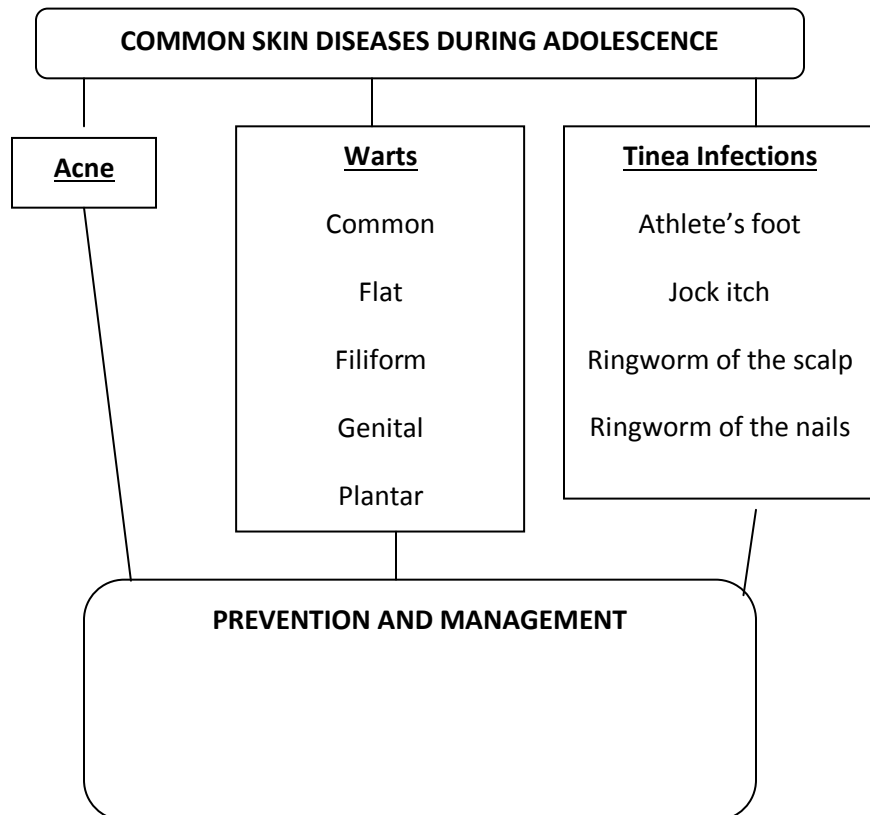 COMMON SKIN DISEASES DURING ADOLESCENCE
Acne
Warts
Common
Flat
Filiform
Genital
Plantar
Tinea Infections
Athlete’s foot
Jock itch
Ringworm of the scalp
Ringworm of the nails
PREVENTION AND MANAGEMENT